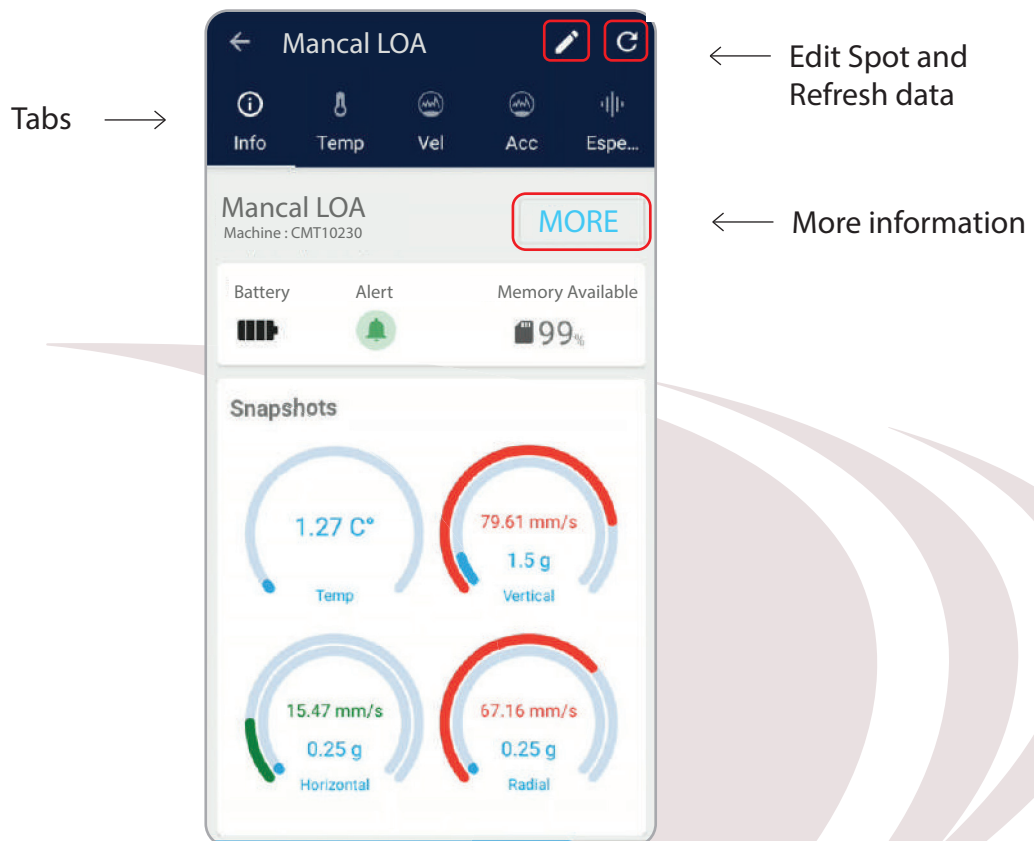 Mancal LOA
Edit Spot and
Refresh data
Tabs
Info Temp Vel Acc Espe...
Mancal LOA
Machine : CMT10230
MORE
More information
Battery Alert Memory Available
99%
Snapshots
1.27 C°
Temp
79.61 mm/s
1.5 g
Vertical
15.47 mm/s
0.25 g
Horizontal
67.16 mm/s
0.25 g
Radial